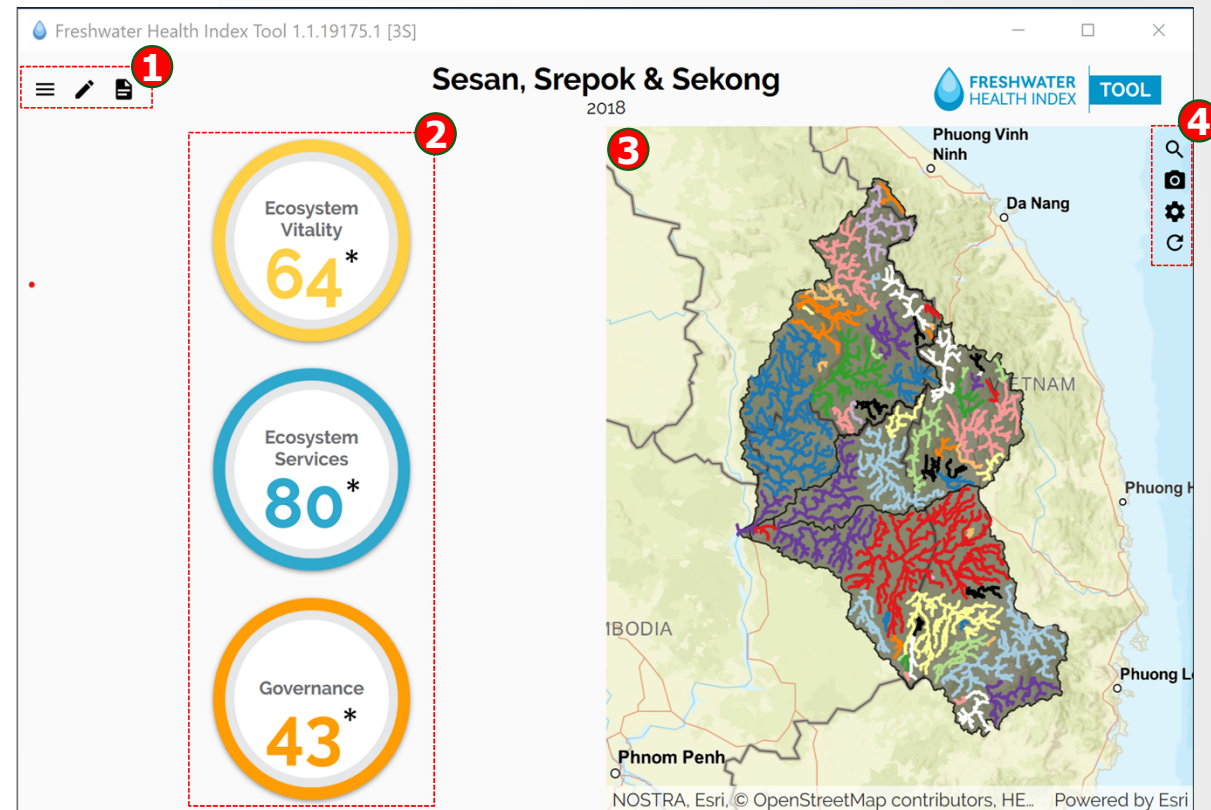 Freshwater Health Index Tool 1.1.19175.1 [3S]
1
Sesan, Srepok & Sekong
2018
FRESHWATER
HEALTH INDEX
TOOL
2
Ecosystem
Vitality
64*
Ecosystem
Services
80*
Governance
43*
3
4
Phuong Vinh
Ninh
Da Nang
ETNAM
Phuong H
MBODIA
Phuong L
Phnom Penh
NOSTRA, Esri, © OpenStreetMap contributors, HE... Powered by Esri